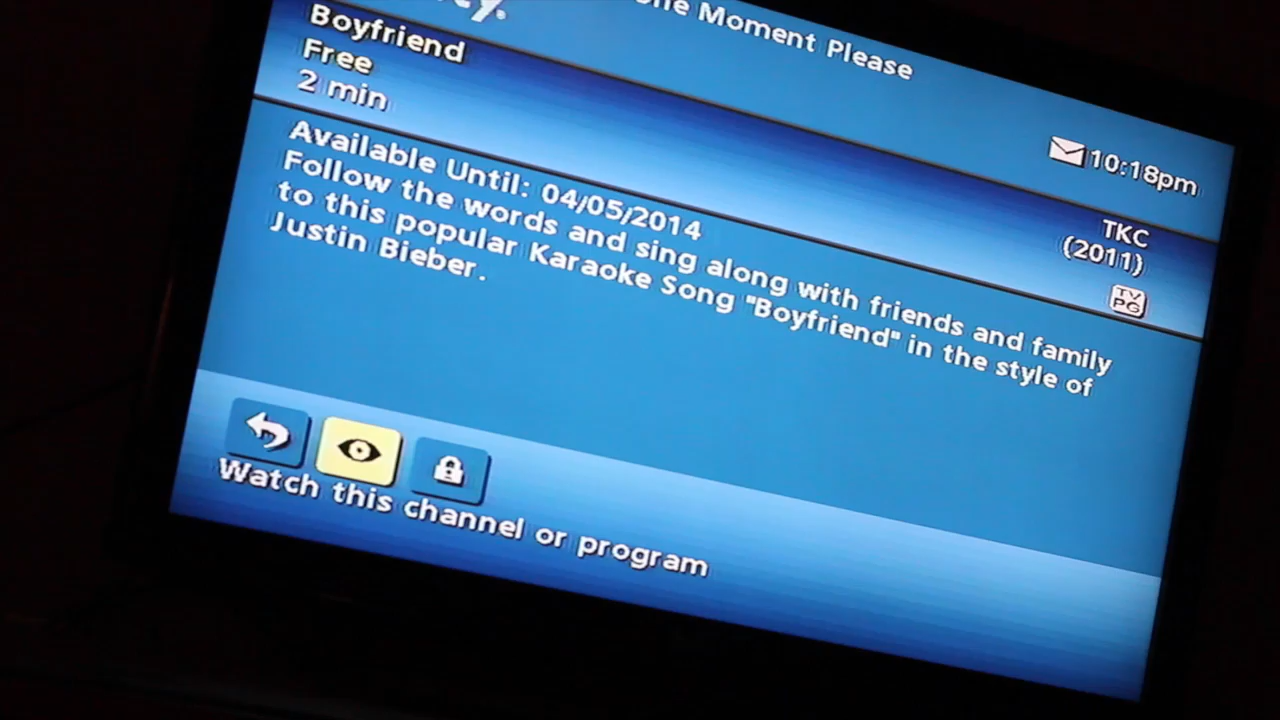 Moment Please
10:18pm
Boyfriend
Free
2 min
TKC
(2011)
TV
PG
Available Until: 04/05/2014
Follow the words and sing along with friends and family
to this popular Karaoke Song "Boyfriend" in the style of
Justin Bieber.
Watch this channel or program